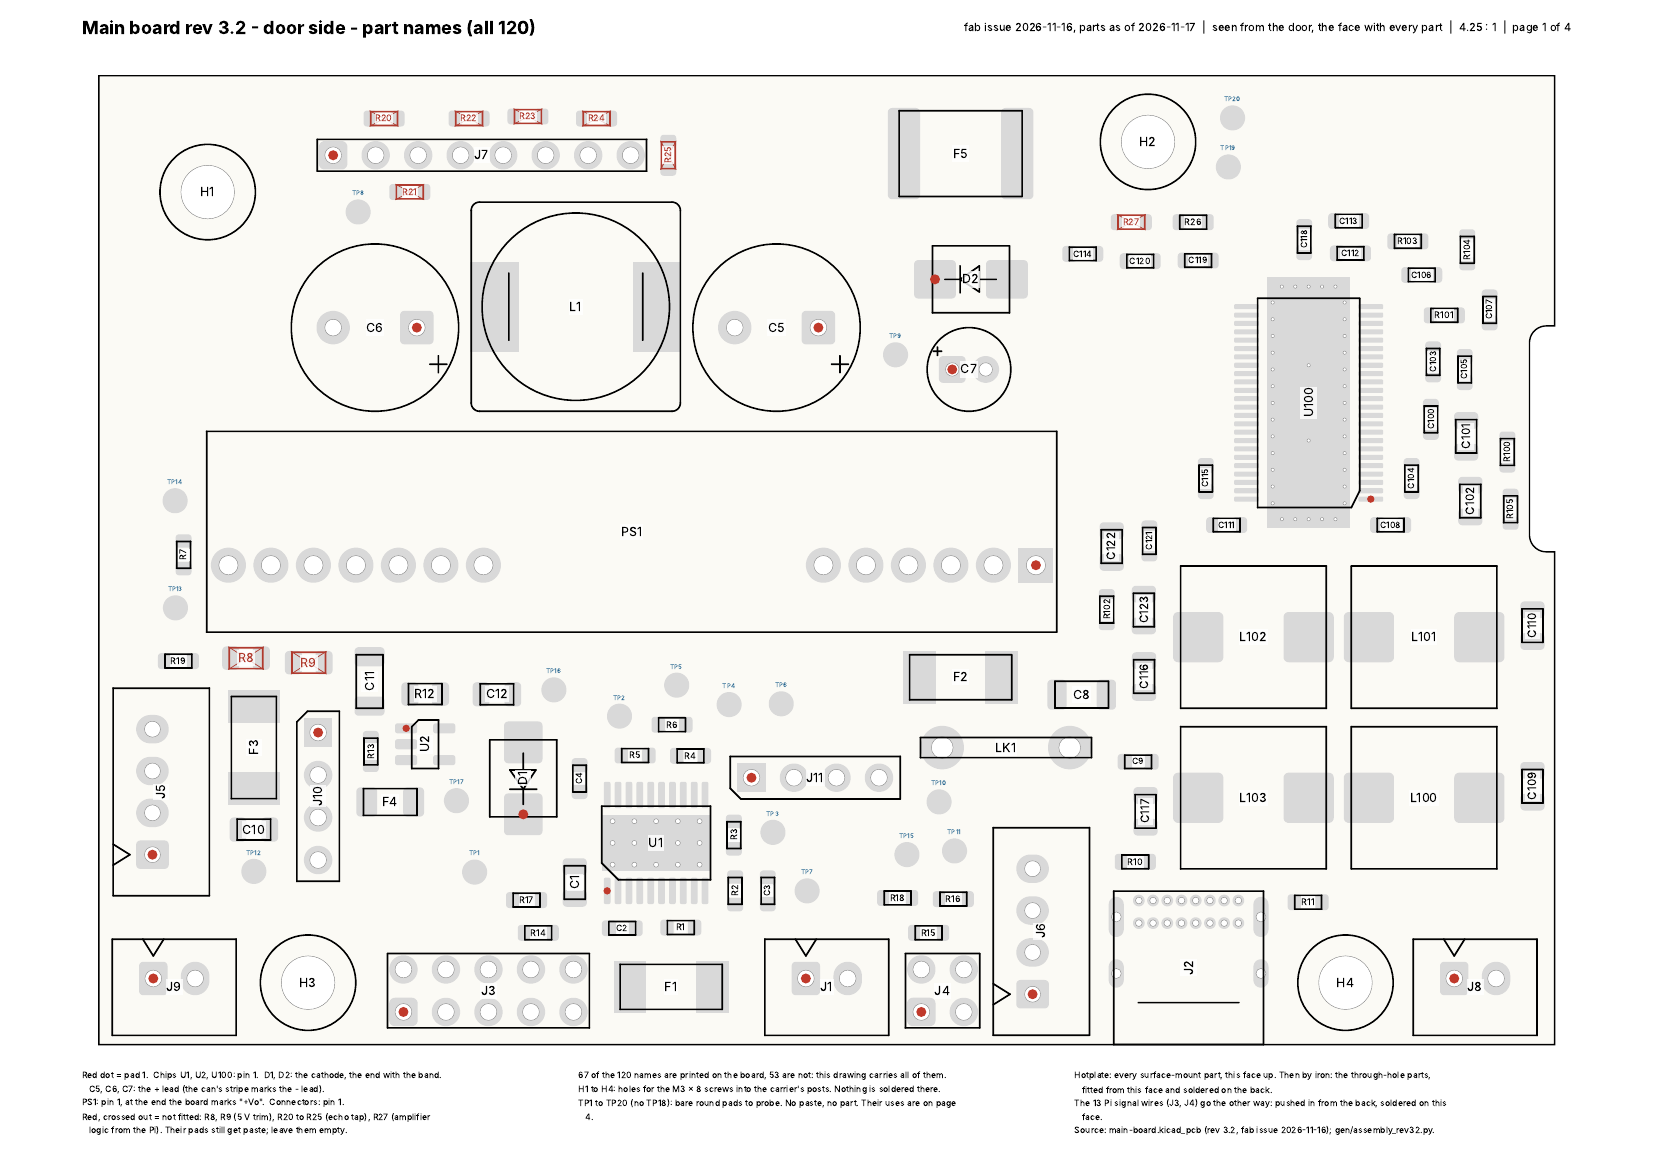 Main board rev 3.2 - door side - part names (all 120)
fab issue 2026-11-16, parts as of 2026-11-17 | seen from the door, the face with every part | 4.25 : 1 | page 1 of 4
TP20
R20 R22 R23 R24
H2
J7 R25 F5
TP19
H1 R21
TP8
R27 R26 C113
C118 R103 R104
C114 C120 C119 C112
D2 C106
L1 C107
C6 C5 R101
TP9
C7 C103 C105
U100
C100 C101
R100
TP14 C115 C104
C102 R105
PS1 C111 C108
R7 C122 C121
TP13
R102 C123
C110
L102 L101
R19 R8 R9
TP16 TP5
C11 R12 C12 TP2 TP4 TP6 F2 C8 C116
R6
F3 R13 U2 R5 R4 LK1
C9
J5 J10 TP17 D1 C4 J11 TP10
F4 L103 L100 C109
C117
TP3
C10 U1 R3 TP15 TP11
TP12 TP1 R10
C1 R2 C3 TP7
R17 R18 R16 R11
R14 C2 R1 R15 J6
J2
J9 H3 J3 F1 J1 J4 H4 J8
Red dot = pad 1. Chips U1, U2, U100: pin 1. D1, D2: the cathode, the end with the band.
C5, C6, C7: the + lead (the can's stripe marks the - lead).
PS1: pin 1, at the end the board marks "+Vo". Connectors: pin 1.
Red, crossed out = not fitted: R8, R9 (5 V trim), R20 to R25 (echo tap), R27 (amplifier
logic from the Pi). Their pads still get paste; leave them empty.
67 of the 120 names are printed on the board, 53 are not: this drawing carries all of them.
H1 to H4: holes for the M3 × 8 screws into the carrier's posts. Nothing is soldered there.
TP1 to TP20 (no TP18): bare round pads to probe. No paste, no part. Their uses are on page
4.
Hotplate: every surface-mount part, this face up. Then by iron: the through-hole parts,
fitted from this face and soldered on the back.
The 13 Pi signal wires (J3, J4) go the other way: pushed in from the back, soldered on this
face.
Source: main-board.kicad_pcb (rev 3.2, fab issue 2026-11-16); gen/assembly_rev32.py.